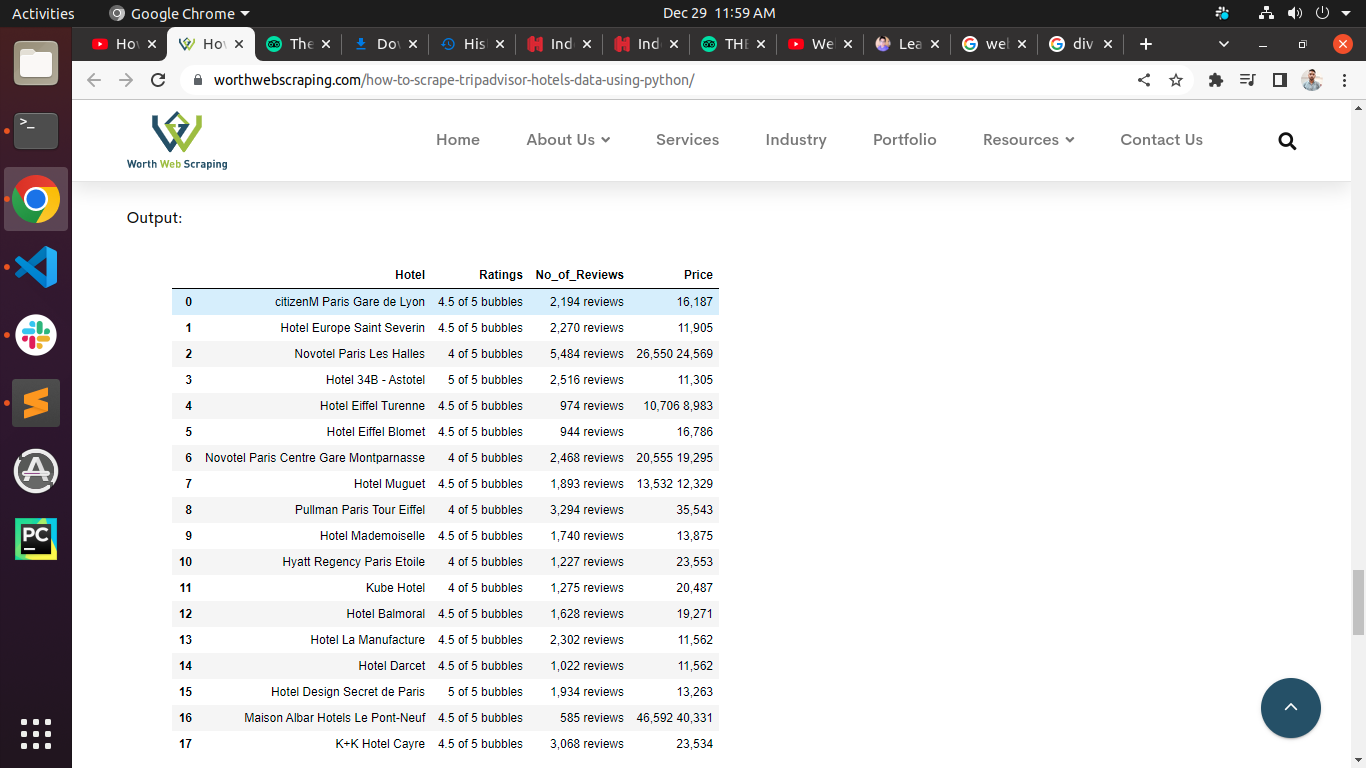 Activities Google Chrome Dec 29 11:59 AM
Hov The Dov Hist Ind Ind THE Wel Lea wel div
worthwebscraping.com/how-to-scrape-tripadvisor-hotels-data-using-python/
Worth Web Scraping
Home About Us Services Industry Portfolio Resources Contact Us
Output:
Hotel Ratings No_of_Reviews Price
0 citizenM Paris Gare de Lyon 4.5 of 5 bubbles 2,194 reviews 16,187
1 Hotel Europe Saint Severin 4.5 of 5 bubbles 2,270 reviews 11,905
2 Novotel Paris Les Halles 4 of 5 bubbles 5,484 reviews 26,550 24,569
3 Hotel 34B - Astotel 5 of 5 bubbles 2,516 reviews 11,305
4 Hotel Eiffel Turenne 4.5 of 5 bubbles 974 reviews 10,706 8,983
5 Hotel Eiffel Blomet 4.5 of 5 bubbles 944 reviews 16,786
6 Novotel Paris Centre Gare Montparnasse 4 of 5 bubbles 2,468 reviews 20,555 19,295
7 Hotel Muguet 4.5 of 5 bubbles 1,893 reviews 13,532 12,329
8 Pullman Paris Tour Eiffel 4 of 5 bubbles 3,294 reviews 35,543
9 Hotel Mademoiselle 4.5 of 5 bubbles 1,740 reviews 13,875
10 Hyatt Regency Paris Etoile 4 of 5 bubbles 1,227 reviews 23,553
11 Kube Hotel 4 of 5 bubbles 1,275 reviews 20,487
12 Hotel Balmoral 4.5 of 5 bubbles 1,628 reviews 19,271
13 Hotel La Manufacture 4.5 of 5 bubbles 2,302 reviews 11,562
14 Hotel Darcet 4.5 of 5 bubbles 1,022 reviews 11,562
15 Hotel Design Secret de Paris 5 of 5 bubbles 1,934 reviews 13,263
16 Maison Albar Hotels Le Pont-Neuf 4.5 of 5 bubbles 585 reviews 46,592 40,331
17 K+K Hotel Cayre 4.5 of 5 bubbles 3,068 reviews 23,534
PC